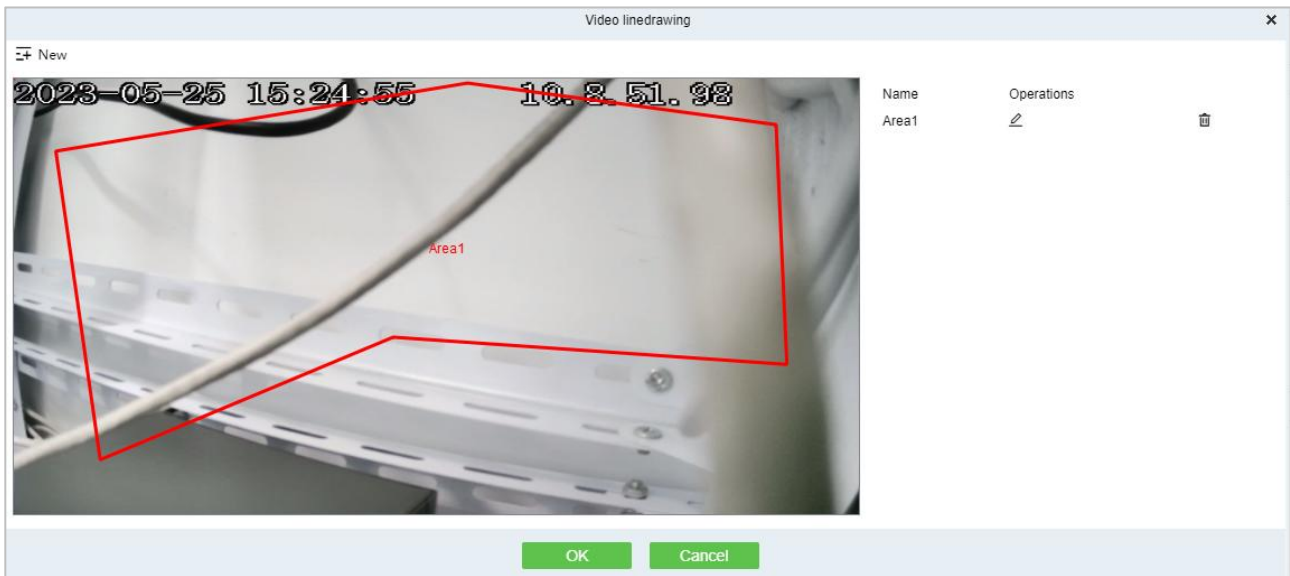 Video linedrawing
New
2023-05-25 15:24:55 10.8.51.98
Name Operations
Area1
Area1
OK Cancel